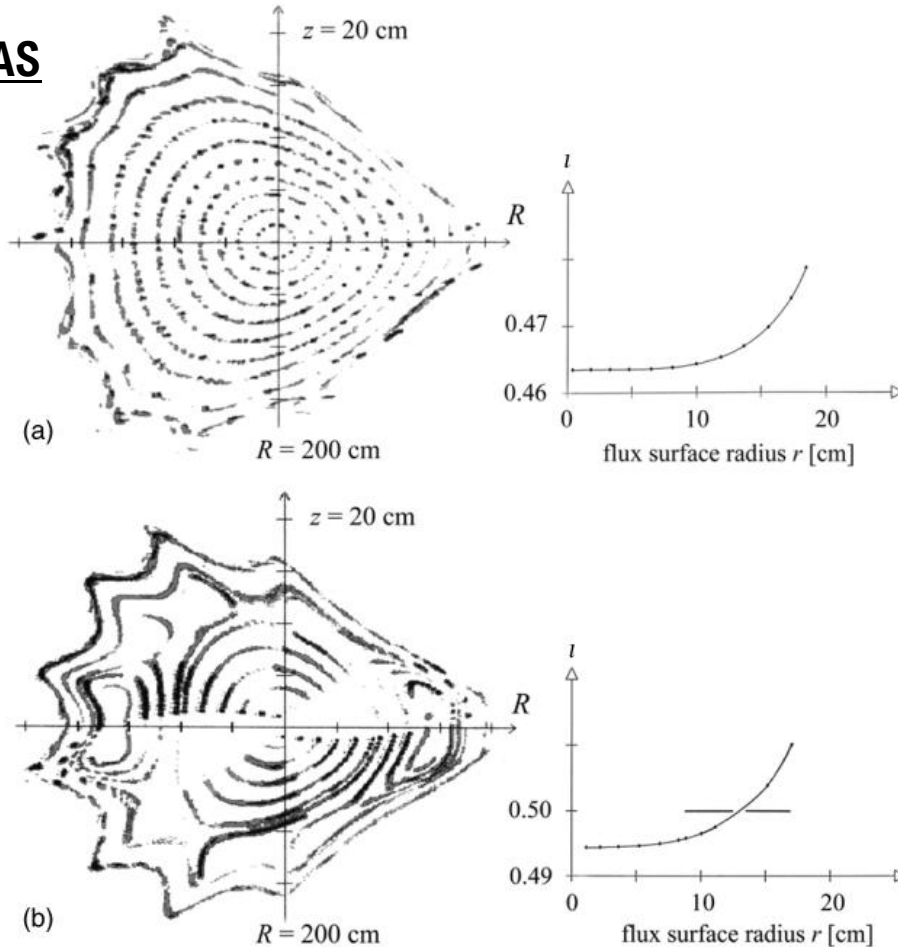 AS
z = 20 cm
R
(a)
R = 200 cm
ι
0.47
0.46
0
10
20
flux surface radius r [cm]
z = 20 cm
R
(b)
R = 200 cm
ι
0.50
0.49
0
10
20
flux surface radius r [cm]